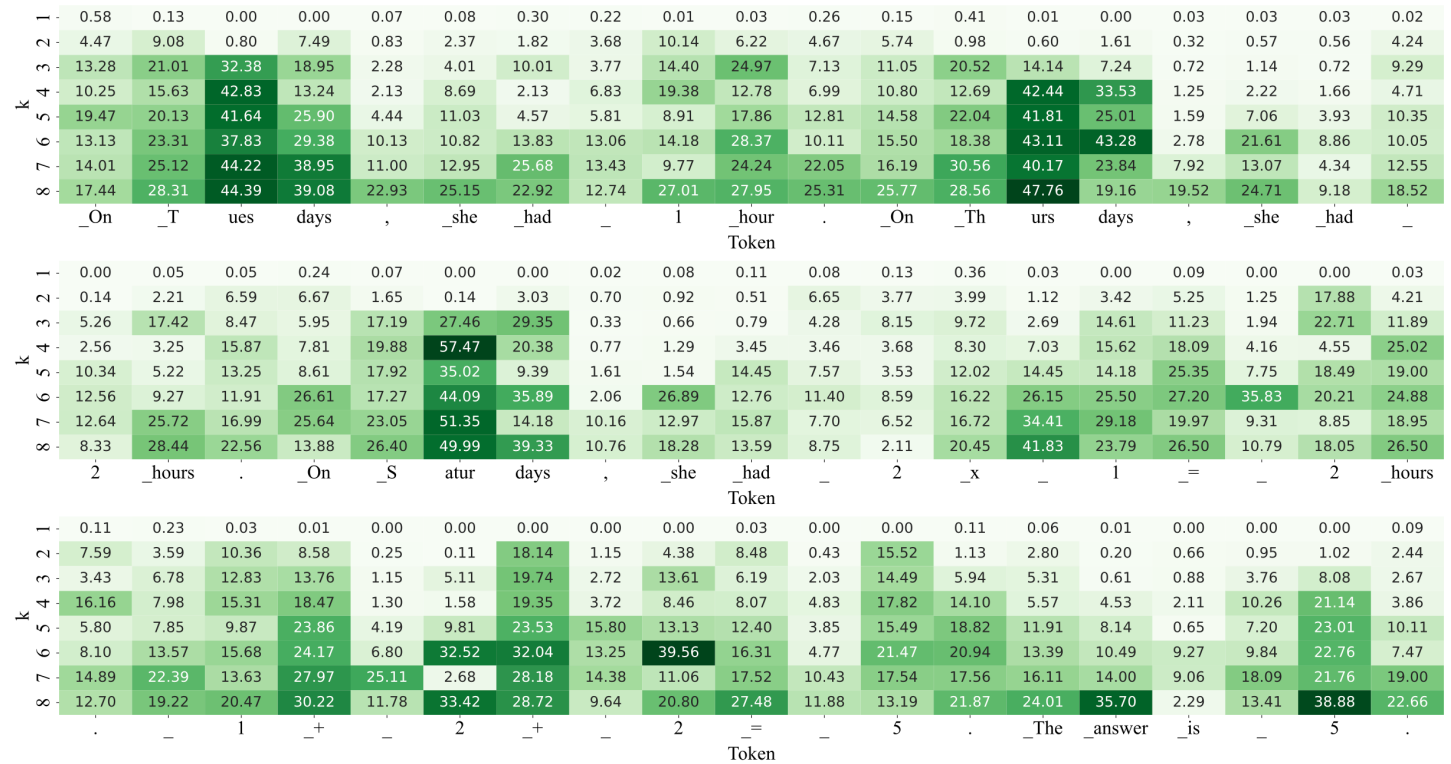 1 0.58 0.13 0.00 0.00 0.07 0.08 0.30 0.22 0.01 0.03 0.26 0.15 0.41 0.01 0.00 0.03 0.03 0.03 0.02
2 4.47 9.08 0.80 7.49 0.83 2.37 1.82 3.68 10.14 6.22 4.67 5.74 0.98 0.60 1.61 0.32 0.57 0.56 4.24
3 13.28 21.01 32.38 18.95 2.28 4.01 10.01 3.77 14.40 24.97 7.13 11.05 20.52 14.14 7.24 0.72 1.14 0.72 9.29
4 10.25 15.63 42.83 13.24 2.13 8.69 2.13 6.83 19.38 12.78 6.99 10.80 12.69 42.44 33.53 1.25 2.22 1.66 4.71
k
5 19.47 20.13 41.64 25.90 4.44 11.03 4.57 5.81 8.91 17.86 12.81 14.58 22.04 41.81 25.01 1.59 7.06 3.93 10.35
6 13.13 23.31 37.83 29.38 10.13 10.82 13.83 13.06 14.18 28.37 10.11 15.50 18.38 43.11 43.28 2.78 21.61 8.86 10.05
7 14.01 25.12 44.22 38.95 11.00 12.95 25.68 13.43 9.77 24.24 22.05 16.19 30.56 40.17 23.84 7.92 13.07 4.34 12.55
8 17.44 28.31 44.39 39.08 22.93 25.15 22.92 12.74 27.01 27.95 25.31 25.77 28.56 47.76 19.16 19.52 24.71 9.18 18.52
_On _T ues days , _she _had _ 1 _hour . _On _Th urs days , _she _had _
Token
1 0.00 0.05 0.05 0.24 0.07 0.00 0.00 0.02 0.08 0.11 0.08 0.13 0.36 0.03 0.00 0.09 0.00 0.00 0.03
2 0.14 2.21 6.59 6.67 1.65 0.14 3.03 0.70 0.92 0.51 6.65 3.77 3.99 1.12 3.42 5.25 1.25 17.88 4.21
3 5.26 17.42 8.47 5.95 17.19 27.46 29.35 0.33 0.66 0.79 4.28 8.15 9.72 2.69 14.61 11.23 1.94 22.71 11.89
4 2.56 3.25 15.87 7.81 19.88 57.47 20.38 0.77 1.29 3.45 3.46 3.68 8.30 7.03 15.62 18.09 4.16 4.55 25.02
k
5 10.34 5.22 13.25 8.61 17.92 35.02 9.39 1.61 1.54 14.45 7.57 3.53 12.02 14.45 14.18 25.35 7.75 18.49 19.00
6 12.56 9.27 11.91 26.61 17.27 44.09 35.89 2.06 26.89 12.76 11.40 8.59 16.22 26.15 25.50 27.20 35.83 20.21 24.88
7 12.64 25.72 16.99 25.64 23.05 51.35 14.18 10.16 12.97 15.87 7.70 6.52 16.72 34.41 29.18 19.97 9.31 8.85 18.95
8 8.33 28.44 22.56 13.88 26.40 49.99 39.33 10.76 18.28 13.59 8.75 2.11 20.45 41.83 23.79 26.50 10.79 18.05 26.50
2 _hours . _On _S atur days , _she _had _ 2 _x _ 1 _= _ 2 _hours
Token
1 0.11 0.23 0.03 0.01 0.00 0.00 0.00 0.00 0.00 0.03 0.00 0.00 0.11 0.06 0.01 0.00 0.00 0.00 0.09
2 7.59 3.59 10.36 8.58 0.25 0.11 18.14 1.15 4.38 8.48 0.43 15.52 1.13 2.80 0.20 0.66 0.95 1.02 2.44
3 3.43 6.78 12.83 13.76 1.15 5.11 19.74 2.72 13.61 6.19 2.03 14.49 5.94 5.31 0.61 0.88 3.76 8.08 2.67
4 16.16 7.98 15.31 18.47 1.30 1.58 19.35 3.72 8.46 8.07 4.83 17.82 14.10 5.57 4.53 2.11 10.26 21.14 3.86
k
5 5.80 7.85 9.87 23.86 4.19 9.81 23.53 15.80 13.13 12.40 3.85 15.49 18.82 11.91 8.14 0.65 7.20 23.01 10.11
6 8.10 13.57 15.68 24.17 6.80 32.52 32.04 13.25 39.56 16.31 4.77 21.47 20.94 13.39 10.49 9.27 9.84 22.76 7.47
7 14.89 22.39 13.63 27.97 25.11 2.68 28.18 14.38 11.06 17.52 10.43 17.54 17.56 16.11 14.00 9.06 18.09 21.76 19.00
8 12.70 19.22 20.47 30.22 11.78 33.42 28.72 9.64 20.80 27.48 11.88 13.19 21.87 24.01 35.70 2.29 13.41 38.88 22.66
. _ 1 _+ _ 2 _+ _ 2 _= _ 5 . _The _answer _is _ 5 .
Token